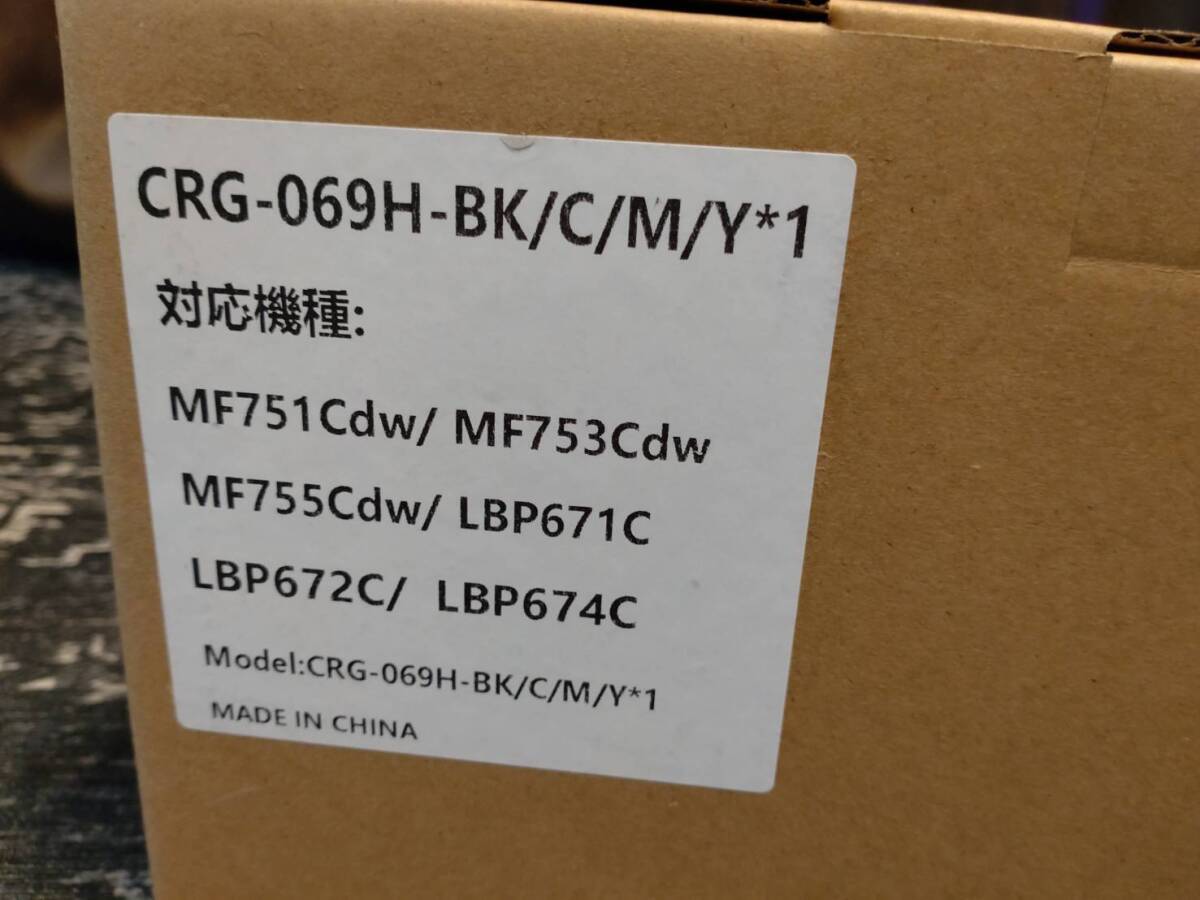 CRG-069H-BK/C/M/Y*1
対応機種:
MF751Cdw/ MF753Cdw
MF755Cdw/ LBP671C
LBP672C/ LBP674C
Model:CRG-069H-BK/C/M/Y*1
MADE IN CHINA